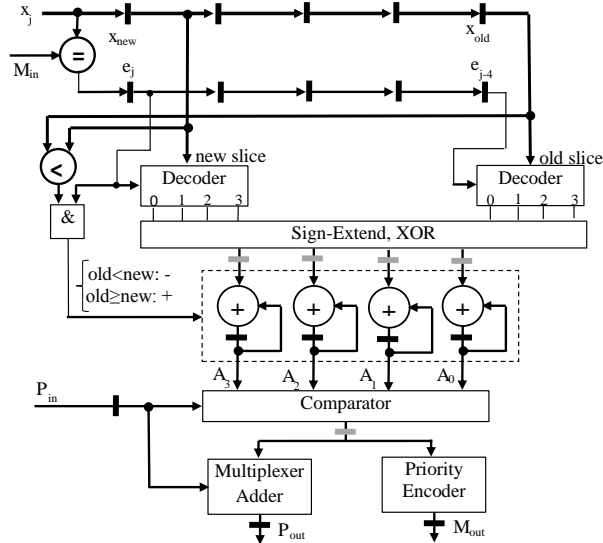 x_j
x_new
x_old
=
M_in
e_j
e_{j-4}
<
new slice
old slice
Decoder
0 1 2 3
Decoder
0 1 2 3
&
Sign-Extend, XOR
old<new: -
old≥new: +
+ + + +
A_3 A_2 A_1 A_0
P_in
Comparator
Multiplexer
Adder
Priority
Encoder
P_out
M_out